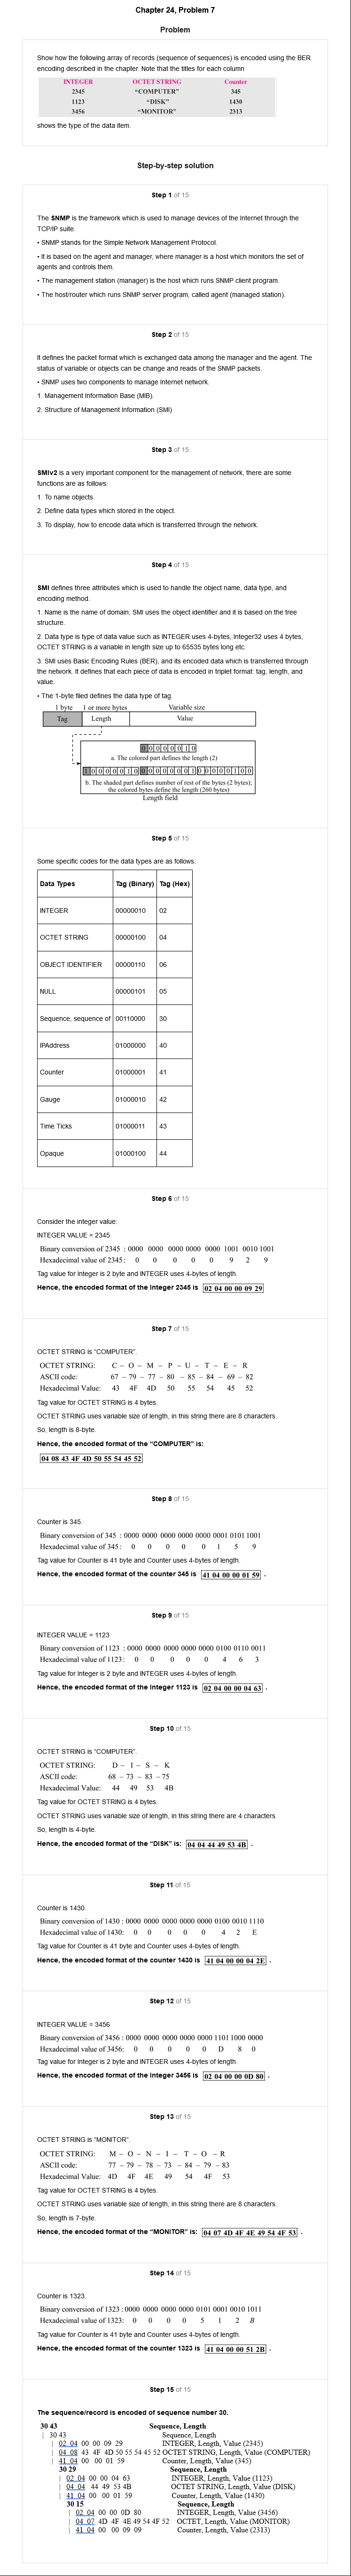 Chapter 24, Problem 7
Problem
Show how the following array of records (sequence of sequences) is encoded using the BER
encoding described in the chapter. Note that the titles for each column
INTEGER OCTET STRING Counter
2345 “COMPUTER” 345
1123 “DISK” 1430
3456 “MONITOR” 2313
shows the type of the data item.
Step-by-step solution
Step 1 of 15
The SNMP is the framework which is used to manage devices of the Internet through the
TCP/IP suite.
• SNMP stands for the Simple Network Management Protocol.
• It is based on the agent and manager, where manager is a host which monitors the set of
agents and controls them.
• The management station (manager) is the host which runs SNMP client program.
• The host/router which runs SNMP server program, called agent (managed station).
Step 2 of 15
It defines the packet format which is exchanged data among the manager and the agent. The
status of variable or objects can be change and reads of the SNMP packets.
• SNMP uses two components to manage Internet network.
1. Management Information Base (MIB).
2. Structure of Management Information (SMI)
Step 3 of 15
SMIv2 is a very important component for the management of network, there are some
functions are as follows:
1. To name objects.
2. Define data types which stored in the object.
3. To display, how to encode data which is transferred through the network.
Step 4 of 15
SMI defines three attributes which is used to handle the object name, data type, and
encoding method.
1. Name is the name of domain, SMI uses the object identifier and it is based on the tree
structure.
2. Data type is type of data value such as INTEGER uses 4-bytes, Integer32 uses 4 bytes,
OCTET STRING is a variable in length size up to 65535 bytes long etc.
3. SMI uses Basic Encoding Rules (BER), and its encoded data which is transferred through
the network. It defines that each piece of data is encoded in triplet format: tag, length, and
value.
• The 1-byte filed defines the data type of tag.
1 byte 1 or more bytes Variable size
Tag Length Value
0 0 0 0 0 0 1 0
a. The colored part defines the length (2)
1 0 0 0 0 0 1 0 0 0 0 0 0 0 0 1 0 0 0 0 0 1 0 0
b. The shaded part defines number of rest of the bytes (2 bytes);
the colored bytes define the length (260 bytes)
Length field
Step 5 of 15
Some specific codes for the data types are as follows:
Data Types Tag (Binary) Tag (Hex)
INTEGER 00000010 02
OCTET STRING 00000100 04
OBJECT IDENTIFIER 00000110 06
NULL 00000101 05
Sequence, sequence of 00110000 30
IPAddress 01000000 40
Counter 01000001 41
Gauge 01000010 42
Time Ticks 01000011 43
Opaque 01000100 44
Step 6 of 15
Consider the integer value:
INTEGER VALUE = 2345
Binary conversion of 2345 : 0000 0000 0000 0000 0000 1001 0010 1001
Hexadecimal value of 2345 : 0 0 0 0 0 9 2 9
Tag value for integer is 2 byte and INTEGER uses 4-bytes of length.
Hence, the encoded format of the Integer 2345 is 02 04 00 00 09 29
Step 7 of 15
OCTET STRING is “COMPUTER”.
OCTET STRING: C – O – M – P – U – T – E – R
ASCII code: 67 – 79 – 77 – 80 – 85 – 84 – 69 – 82
Hexadecimal Value: 43 4F 4D 50 55 54 45 52
Tag value for OCTET STRING is 4 bytes.
OCTET STRING uses variable size of length, in this string there are 8 characters.
So, length is 8-byte.
Hence, the encoded format of the “COMPUTER” is:
04 08 43 4F 4D 50 55 54 45 52
Step 8 of 15
Counter is 345.
Binary conversion of 345 : 0000 0000 0000 0000 0000 0001 0101 1001
Hexadecimal value of 345 : 0 0 0 0 0 1 5 9
Tag value for Counter is 41 byte and Counter uses 4-bytes of length.
Hence, the encoded format of the counter 345 is 41 04 00 00 01 59 .
Step 9 of 15
INTEGER VALUE = 1123
Binary conversion of 1123 : 0000 0000 0000 0000 0000 0100 0110 0011
Hexadecimal value of 1123 : 0 0 0 0 0 4 6 3
Tag value for Integer is 2 byte and INTEGER uses 4-bytes of length.
Hence, the encoded format of the Integer 1123 is 02 04 00 00 04 63 .
Step 10 of 15
OCTET STRING is “COMPUTER”.
OCTET STRING: D – I – S – K
ASCII code: 68 – 73 – 83 – 75
Hexadecimal Value: 44 49 53 4B
Tag value for OCTET STRING is 4 bytes.
OCTET STRING uses variable size of length, in this string there are 4 characters.
So, length is 4-byte.
Hence, the encoded format of the “DISK” is: 04 04 44 49 53 4B .
Step 11 of 15
Counter is 1430.
Binary conversion of 1430 : 0000 0000 0000 0000 0000 0100 0010 1110
Hexadecimal value of 1430: 0 0 0 0 0 4 2 E
Tag value for Counter is 41 byte and Counter uses 4-bytes of length.
Hence, the encoded format of the counter 1430 is 41 04 00 00 04 2E .
Step 12 of 15
INTEGER VALUE = 3456
Binary conversion of 3456 : 0000 0000 0000 0000 0000 1101 1000 0000
Hexadecimal value of 3456: 0 0 0 0 0 D 8 0
Tag value for Integer is 2 byte and INTEGER uses 4-bytes of length.
Hence, the encoded format of the Integer 3456 is 02 04 00 00 0D 80 .
Step 13 of 15
OCTET STRING is “MONITOR”.
OCTET STRING: M – O – N – I – T – O – R
ASCII code: 77 – 79 – 78 – 73 – 84 – 79 – 83
Hexadecimal Value: 4D 4F 4E 49 54 4F 53
Tag value for OCTET STRING is 4 bytes.
OCTET STRING uses variable size of length, in this string there are 8 characters.
So, length is 7-byte.
Hence, the encoded format of the “MONITOR” is: 04 07 4D 4F 4E 49 54 4F 53 .
Step 14 of 15
Counter is 1323.
Binary conversion of 1323 : 0000 0000 0000 0000 0101 0001 0010 1011
Hexadecimal value of 1323: 0 0 0 0 5 1 2 B
Tag value for Counter is 41 byte and Counter uses 4-bytes of length.
Hence, the encoded format of the counter 1323 is 41 04 00 00 51 2B .
Step 15 of 15
The sequence/record is encoded of sequence number 30.
30 43 Sequence, Length
30 43 Sequence, Length
02 04 00 00 09 29 INTEGER, Length, Value (2345)
04 08 43 4F 4D 50 55 54 45 52 OCTET STRING, Length, Value (COMPUTER)
41 04 00 00 01 59 Counter, Length, Value (345)
30 29 Sequence, Length
02 04 00 00 04 63 INTEGER, Length, Value (1123)
04 04 44 49 53 4B OCTET STRING, Length, Value (DISK)
41 04 00 00 01 59 Counter, Length, Value (1430)
30 15 Sequence, Length
02 04 00 00 0D 80 INTEGER, Length, Value (3456)
04 07 4D 4F 4E 49 54 4F 52 OCTET, Length, Value (MONITOR)
41 04 00 00 09 09 Counter, Length, Value (2313)